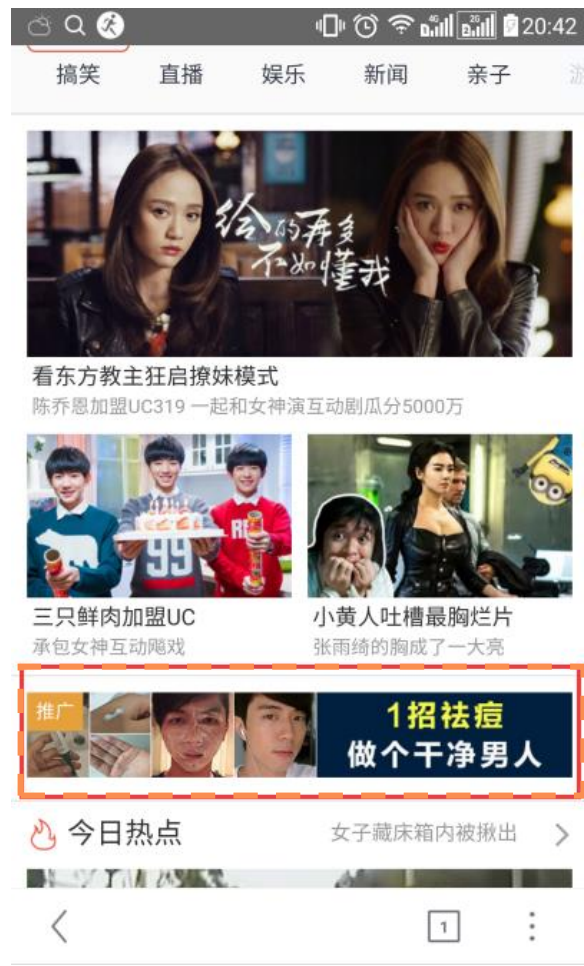 20:42
搞笑 直播 娱乐 新闻 亲子 游
给的再多
不如懂我
看东方教主狂启撩妹模式
陈乔恩加盟UC319 一起和女神演互动剧瓜分5000万
99
RE
三只鲜肉加盟UC
承包女神互动飚戏
小黄人吐槽最胸烂片
张雨绮的胸成了一大亮
推广
1招祛痘
做个干净男人
今日热点
女子藏床箱内被揪出
1